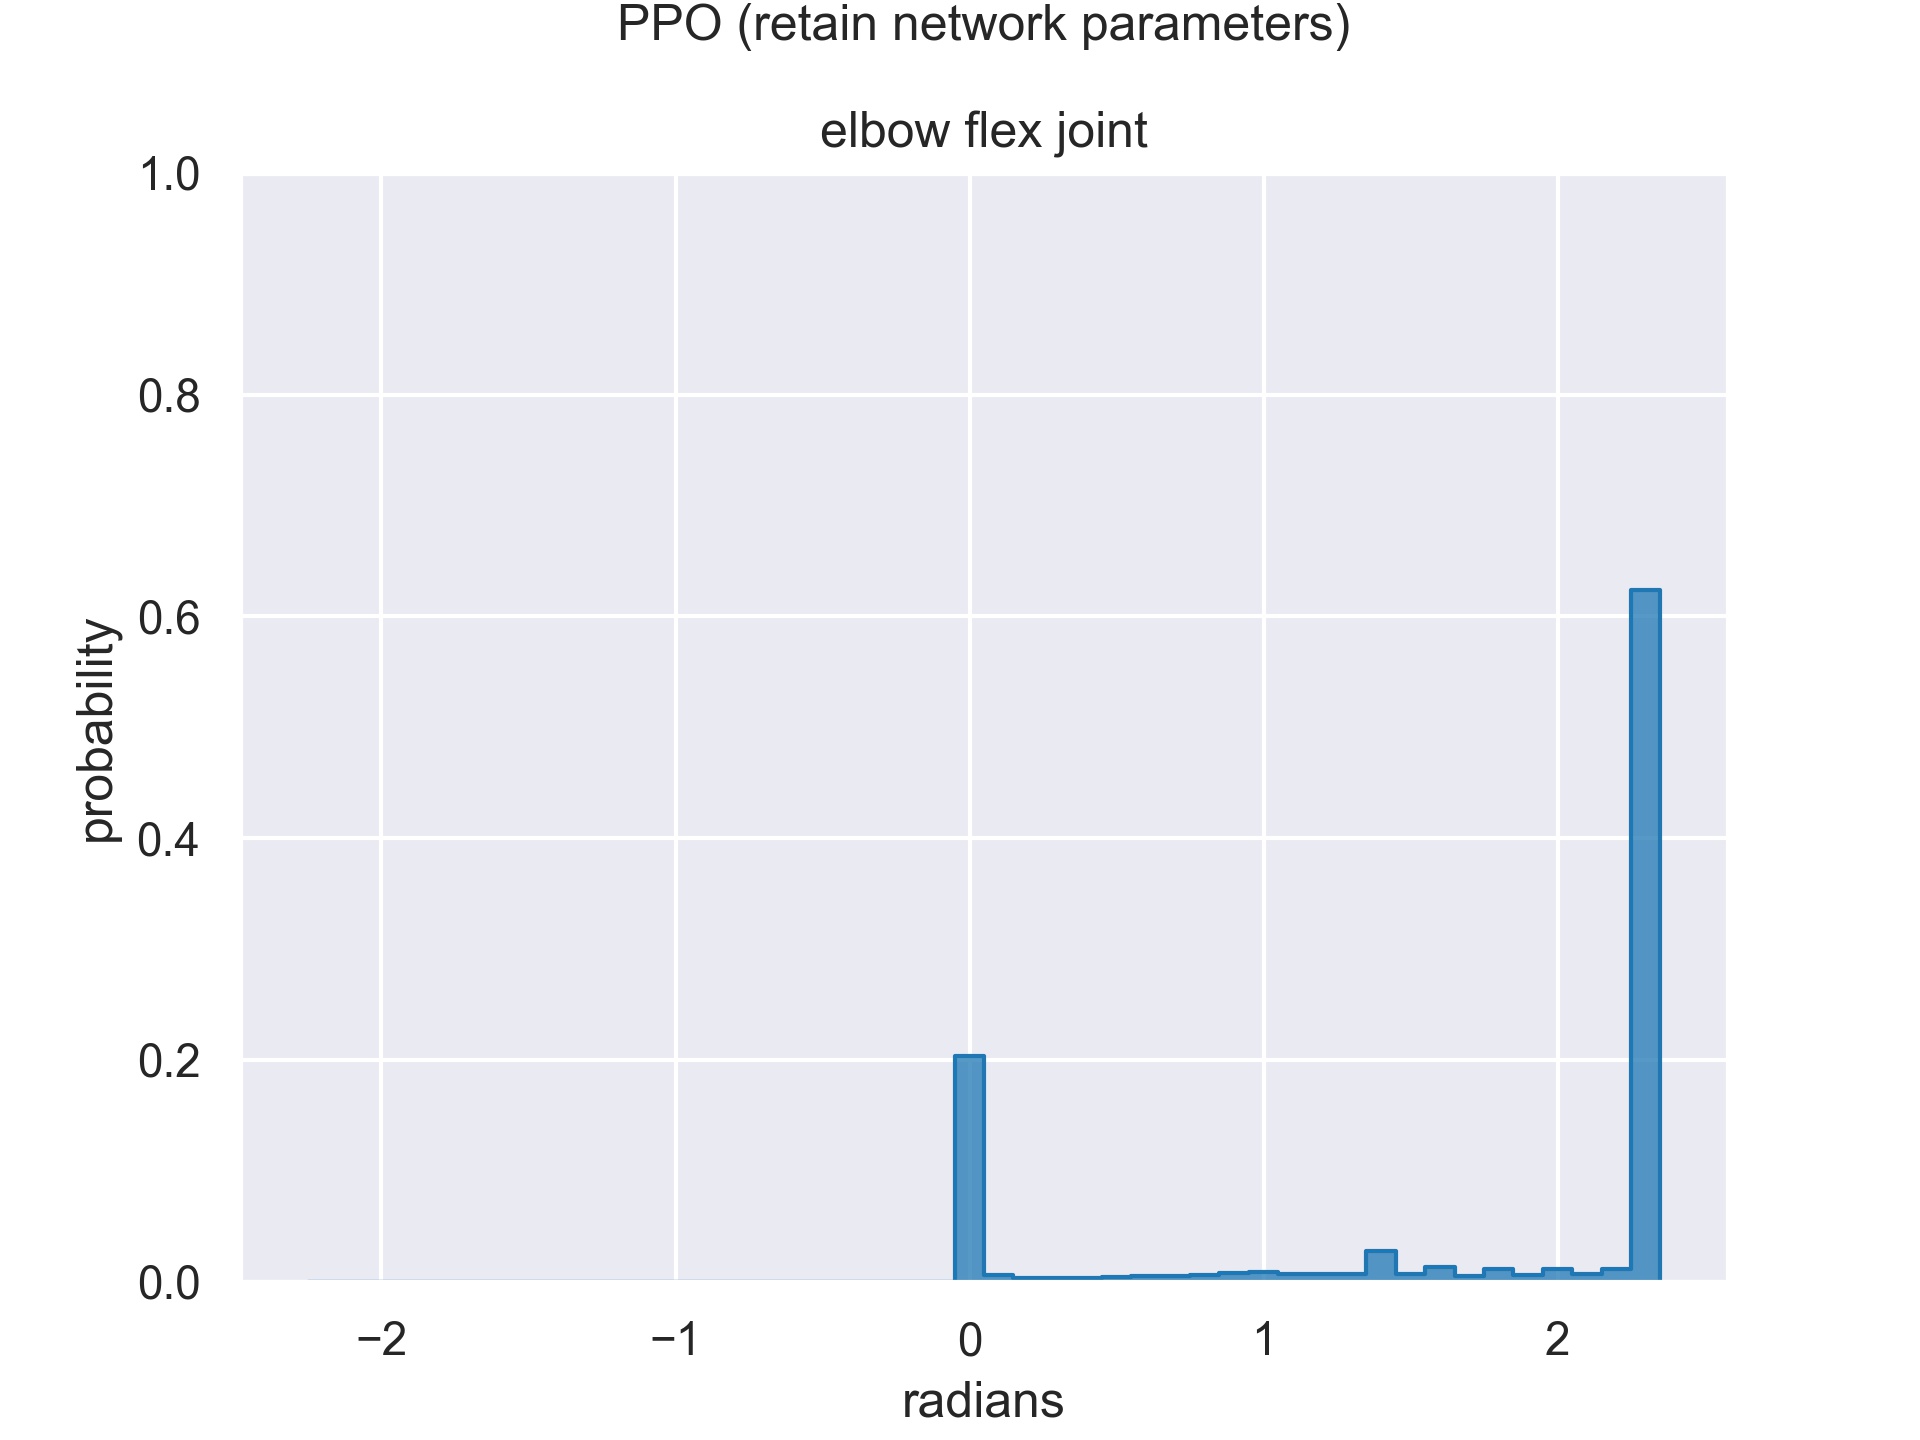 PPO (retain network parameters)
elbow flex joint
1.0
0.8
0.6
0.4
0.2
0.0
probability
−2
−1
0
1
2
radians